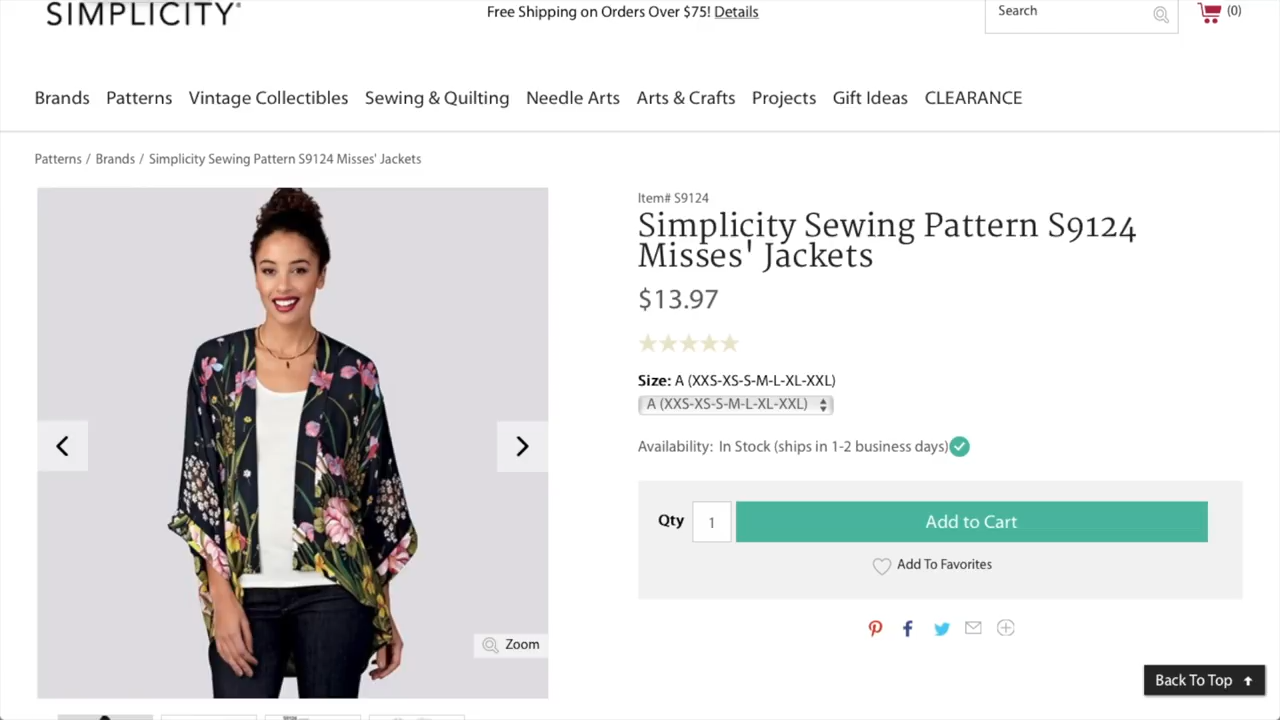 SIMPLICITY®
Free Shipping on Orders Over $75! Details
Search
(0)
Brands Patterns Vintage Collectibles Sewing & Quilting Needle Arts Arts & Crafts Projects Gift Ideas CLEARANCE
Patterns / Brands / Simplicity Sewing Pattern S9124 Misses' Jackets
Item# S9124
Simplicity Sewing Pattern S9124
Misses' Jackets
$13.97
Size: A (XXS-XS-S-M-L-XL-XXL)
A (XXS-XS-S-M-L-XL-XXL)
Availability: In Stock (ships in 1-2 business days)
Qty 1 Add to Cart
Add To Favorites
Zoom
Back To Top